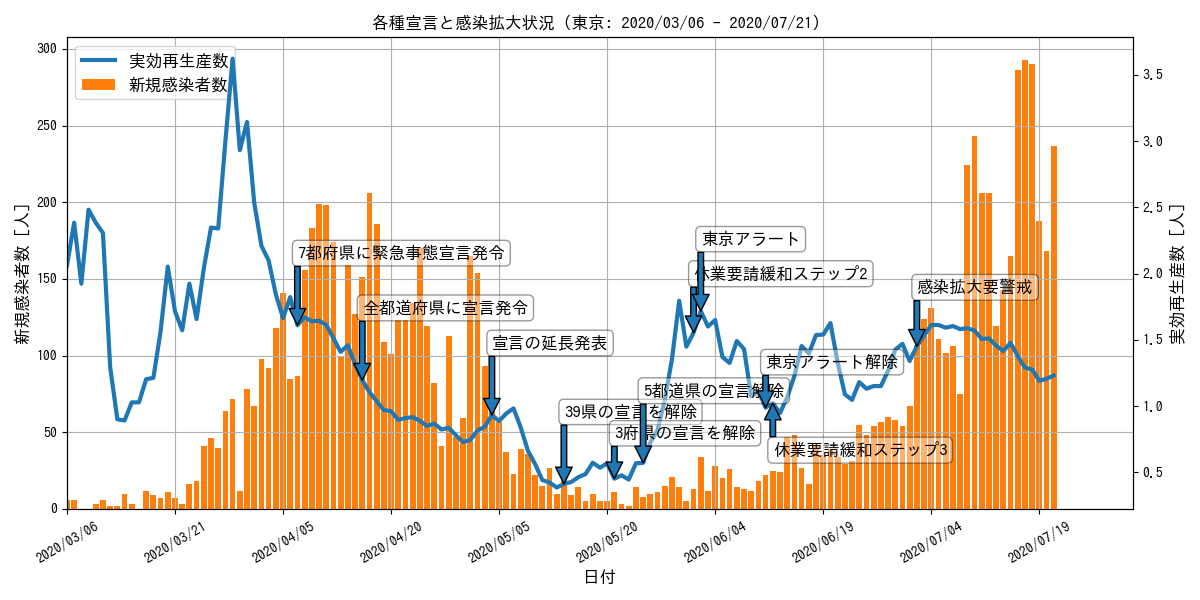 各種宣言と感染拡大状況 (東京: 2020/03/06 - 2020/07/21)
実効再生産数
新規感染者数
300
250
200
150
100
50
0
新規感染者数 [人]
3.5
3.0
2.5
2.0
1.5
1.0
0.5
実効再生産数 [人]
7都府県に緊急事態宣言発令
全都道府県に宣言発令
宣言の延長発表
39県の宣言を解除
3府県の宣言を解除
5都道県の宣言解除
休業要請緩和ステップ2
東京アラート
東京アラート解除
休業要請緩和ステップ3
感染拡大要警戒
2020/03/06
2020/03/21
2020/04/05
2020/04/20
2020/05/05
2020/05/20
2020/06/04
2020/06/19
2020/07/04
2020/07/19
日付